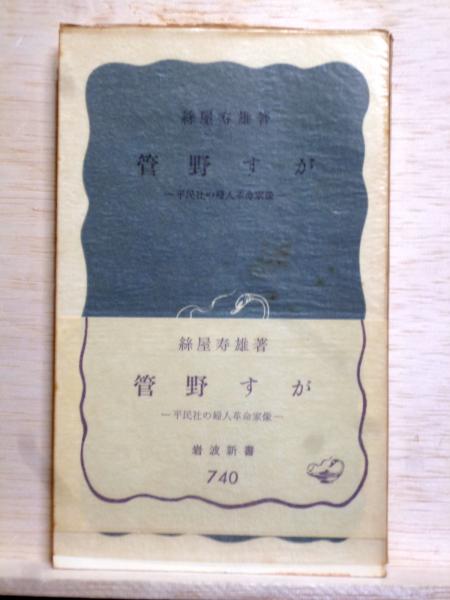 絲屋寿雄著
管野すが
―平民社の婦人革命家像
絲屋寿雄著
管野すが
―平民社の婦人革命家像―
岩波新書
740